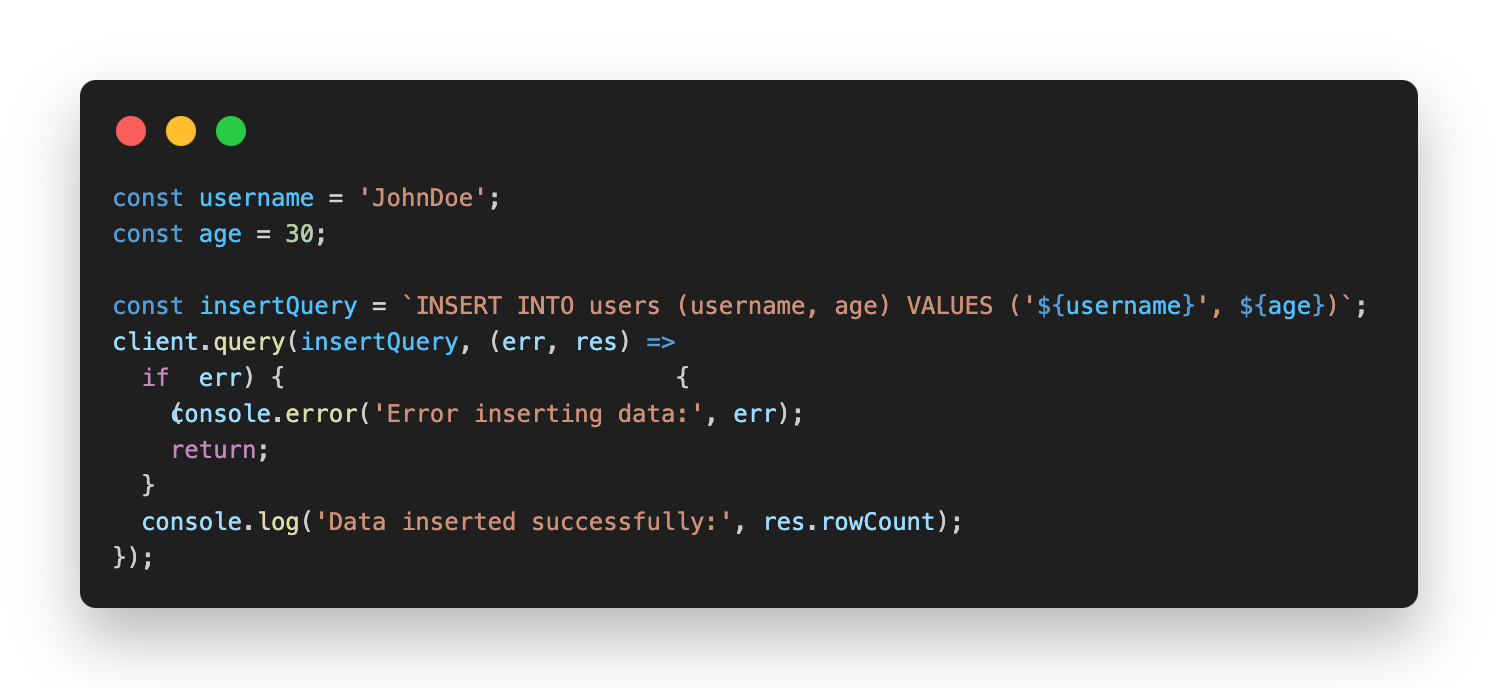 const username = 'JohnDoe';
const age = 30;
const insertQuery = `INSERT INTO users (username, age) VALUES ('${username}', ${age})`;
client.query(insertQuery, (err, res) =>
  if  err) {                           {
    (console.error('Error inserting data:', err);
    return;
  }
  console.log('Data inserted successfully:', res.rowCount);
});